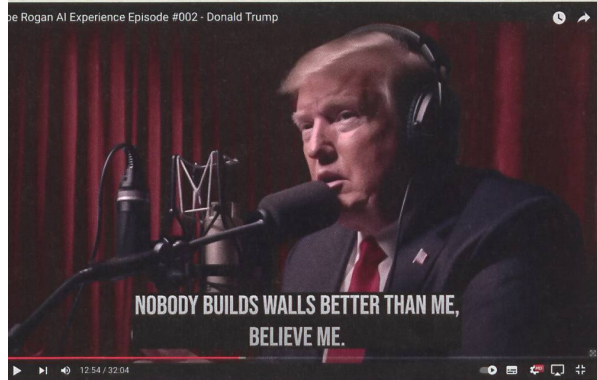 oe Rogan AI Experience Episode #002 - Donald Trump
NOBODY BUILDS WALLS BETTER THAN ME,
BELIEVE ME.
12:54 / 32:04